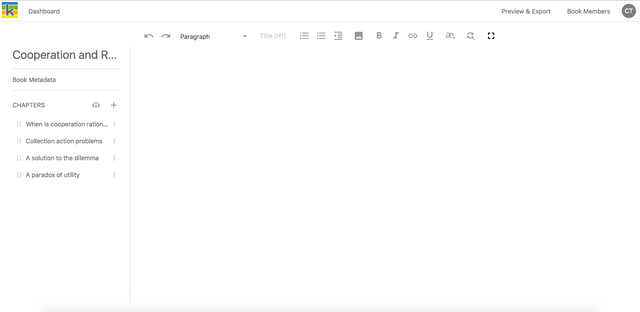 k
Dashboard
Preview & Export
Book Members
CT
Paragraph
Title (H1)
B I U æ,
Cooperation and R...
Book Metadata
CHAPTERS
When is cooperation ration...
Collection action problems
A solution to the dilemma
A paradox of utility